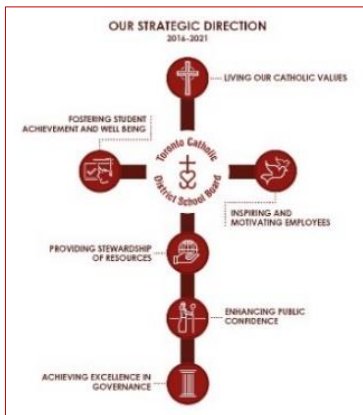 OUR STRATEGIC DIRECTION
2016-2021
LIVING OUR CATHOLIC VALUES
FOSTERING STUDENT
ACHIEVEMENT AND WELL BEING
Toronto Catholic
District School Board
INSPIRING AND
MOTIVATING EMPLOYEES
PROVIDING STEWARDSHIP
OF RESOURCES
ENHANCING PUBLIC
CONFIDENCE
ACHIEVING EXCELLENCE IN
GOVERNANCE